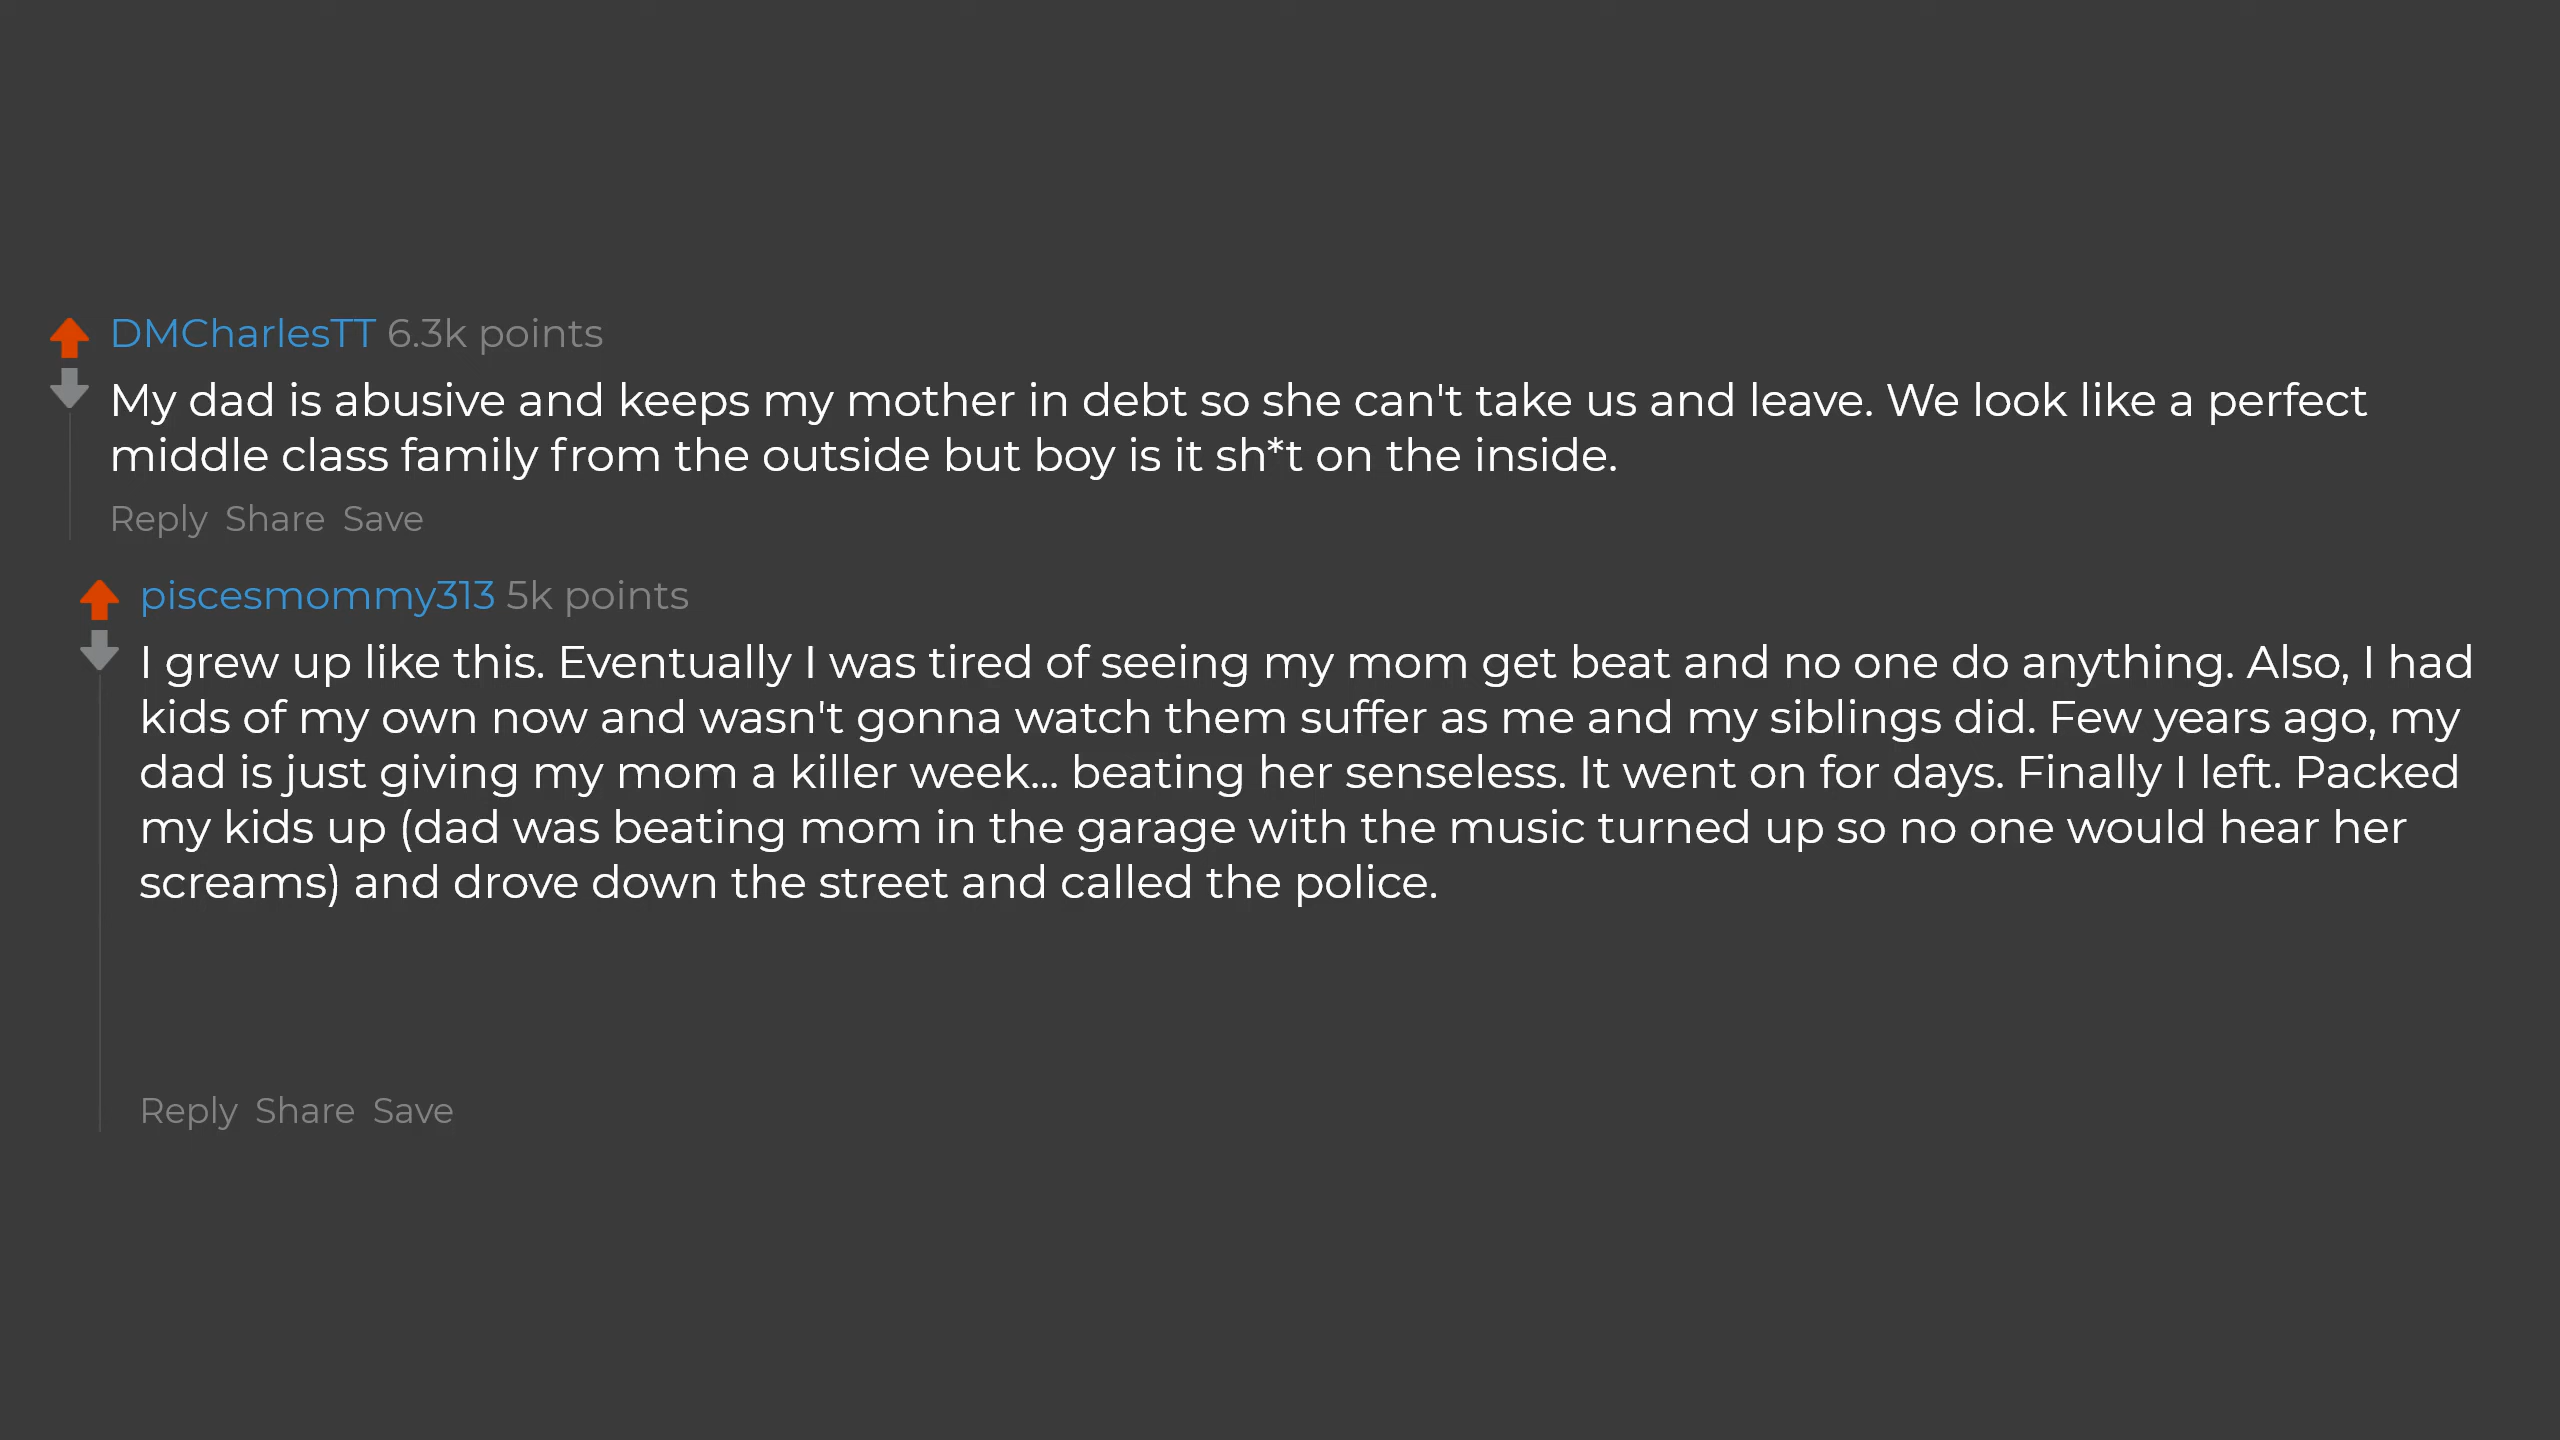 DMCharlesTT 6.3k points
My dad is abusive and keeps my mother in debt so she can't take us and leave. We look like a perfect
middle class family from the outside but boy is it sh*t on the inside.
Reply Share Save
piscesmommy313 5k points
I grew up like this. Eventually I was tired of seeing my mom get beat and no one do anything. Also, I had
kids of my own now and wasn't gonna watch them suffer as me and my siblings did. Few years ago, my
dad is just giving my mom a killer week... beating her senseless. It went on for days. Finally I left. Packed
my kids up (dad was beating mom in the garage with the music turned up so no one would hear her
screams) and drove down the street and called the police.
Reply Share Save